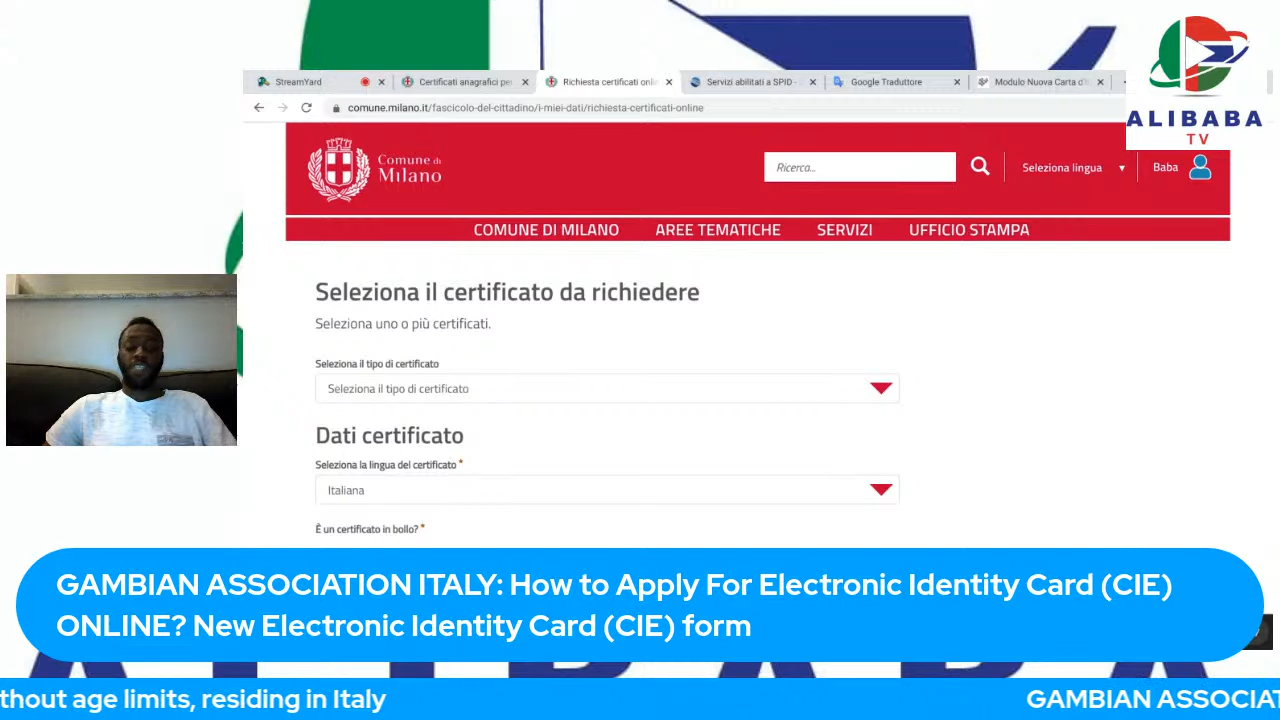 StreamYard
Certificati anagrafici per
Richiesta certificati onlin
Servizi abilitati a SPID -
Google Traduttore
Modulo Nuova Carta d'I
comune.milano.it/fascicolo-del-cittadino/i-miei-dati/richiesta-certificati-online
ALIBABA
TV
Comune di
Milano
Ricerca...
Seleziona lingua
Baba
COMUNE DI MILANO
AREE TEMATICHE
SERVIZI
UFFICIO STAMPA
Seleziona il certificato da richiedere
Seleziona uno o più certificati.
Seleziona il tipo di certificato
Seleziona il tipo di certificato
Dati certificato
Seleziona la lingua del certificato *
Italiana
È un certificato in bollo? *
GAMBIAN ASSOCIATION ITALY: How to Apply For Electronic Identity Card (CIE)
ONLINE? New Electronic Identity Card (CIE) form
ALIBABA
thout age limits, residing in Italy
GAMBIAN ASSOCIAT